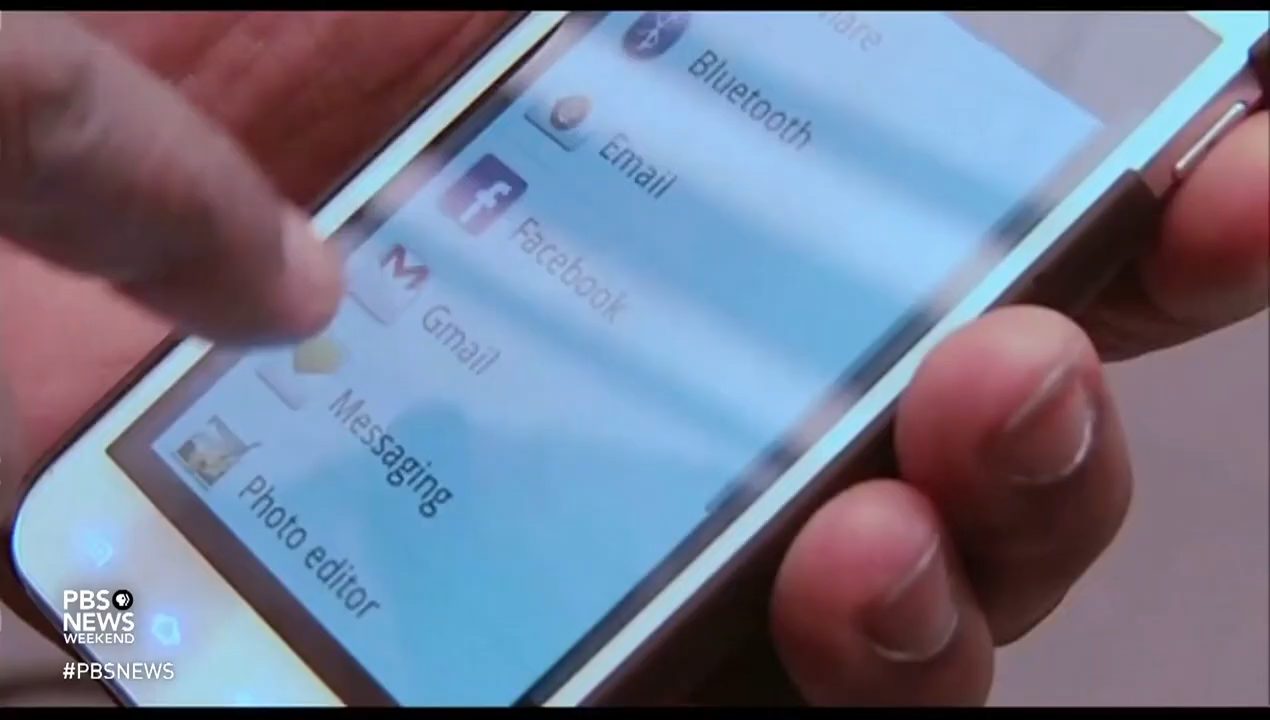 Bluetooth
Email
Facebook
Gmail
Messaging
Photo editor
PBS
NEWS
WEEKEND
#PBSNEWS